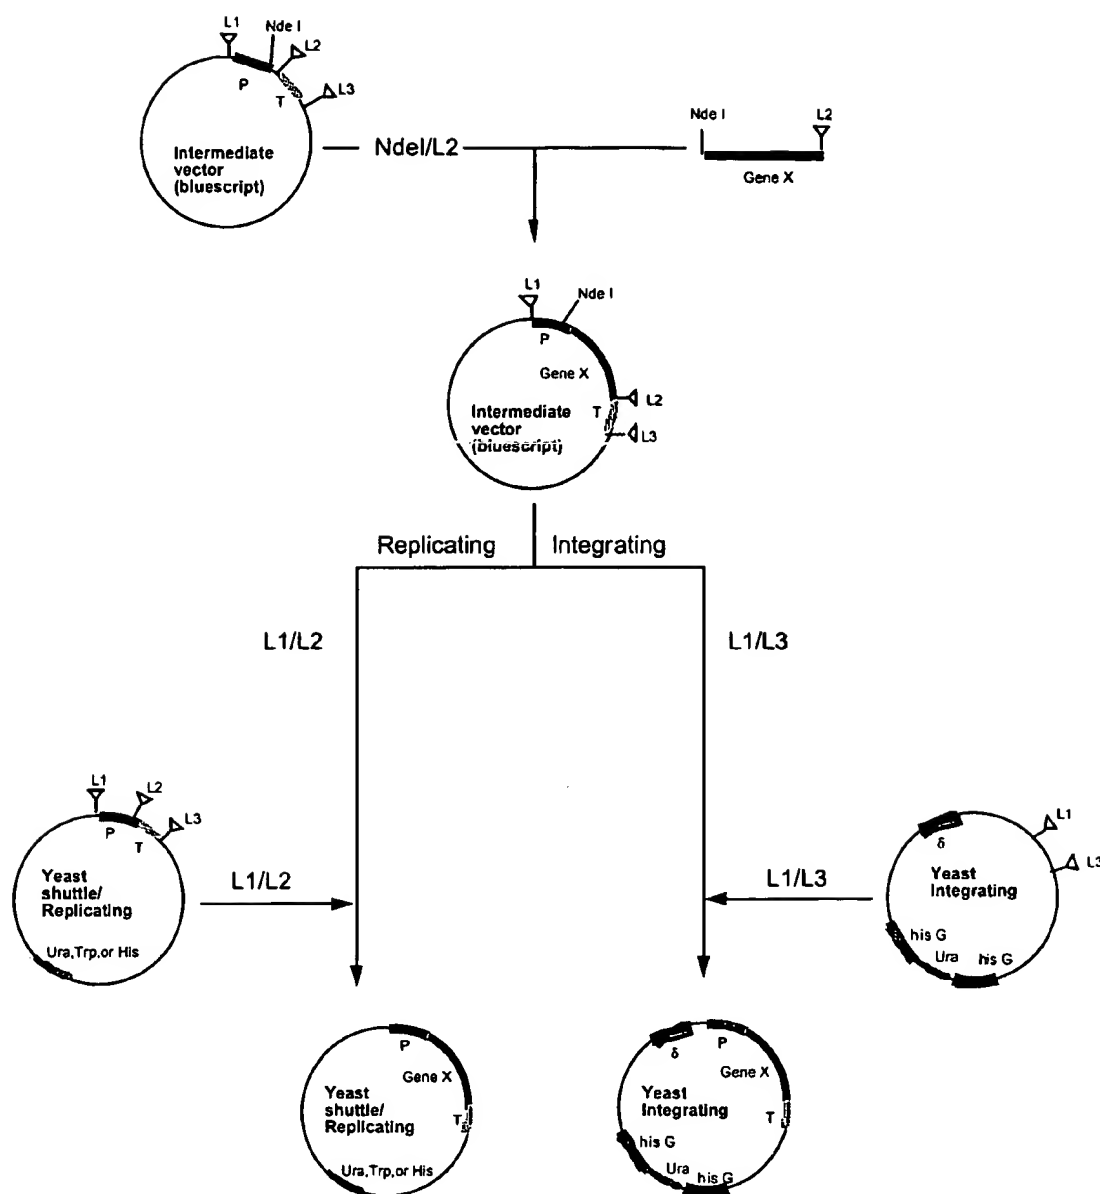 L1
Nde I
L2
P
T
L3
Intermediate
vector
(bluescript)
NdeI/L2
Nde I
L2
Gene X
L1
Nde I
P
Gene X
L2
T
L3
Intermediate
vector
(bluescript)
Replicating
Integrating
L1/L2
L1/L3
L1
L2
L3
P
T
Yeast
shuttle/
Replicating
Ura,Trp,or His
L1/L2
L1/L3
δ
L1
L3
Yeast
Integrating
his G
Ura
his G
P
Gene X
T
Yeast
shuttle/
Replicating
Ura,Trp,or His
δ
P
Gene X
T
Yeast
Integrating
his G
Ura
his G